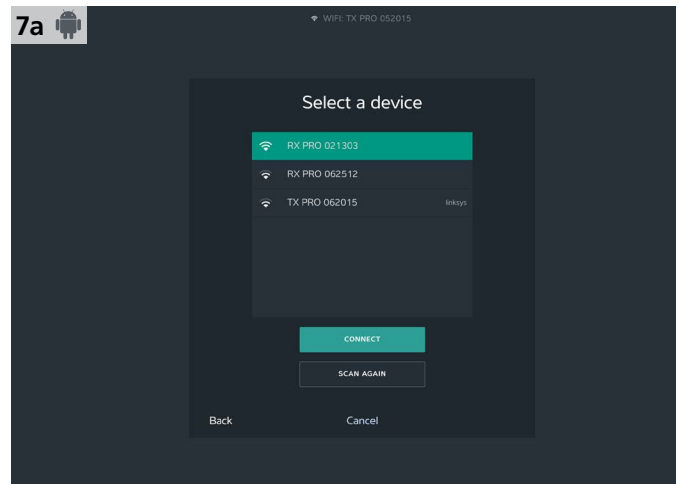 7a
WIFI: TX PRO 052015
Select a device
RX PRO 021303
RX PRO 062512
TX PRO 062015 linksys
CONNECT
SCAN AGAIN
Back Cancel